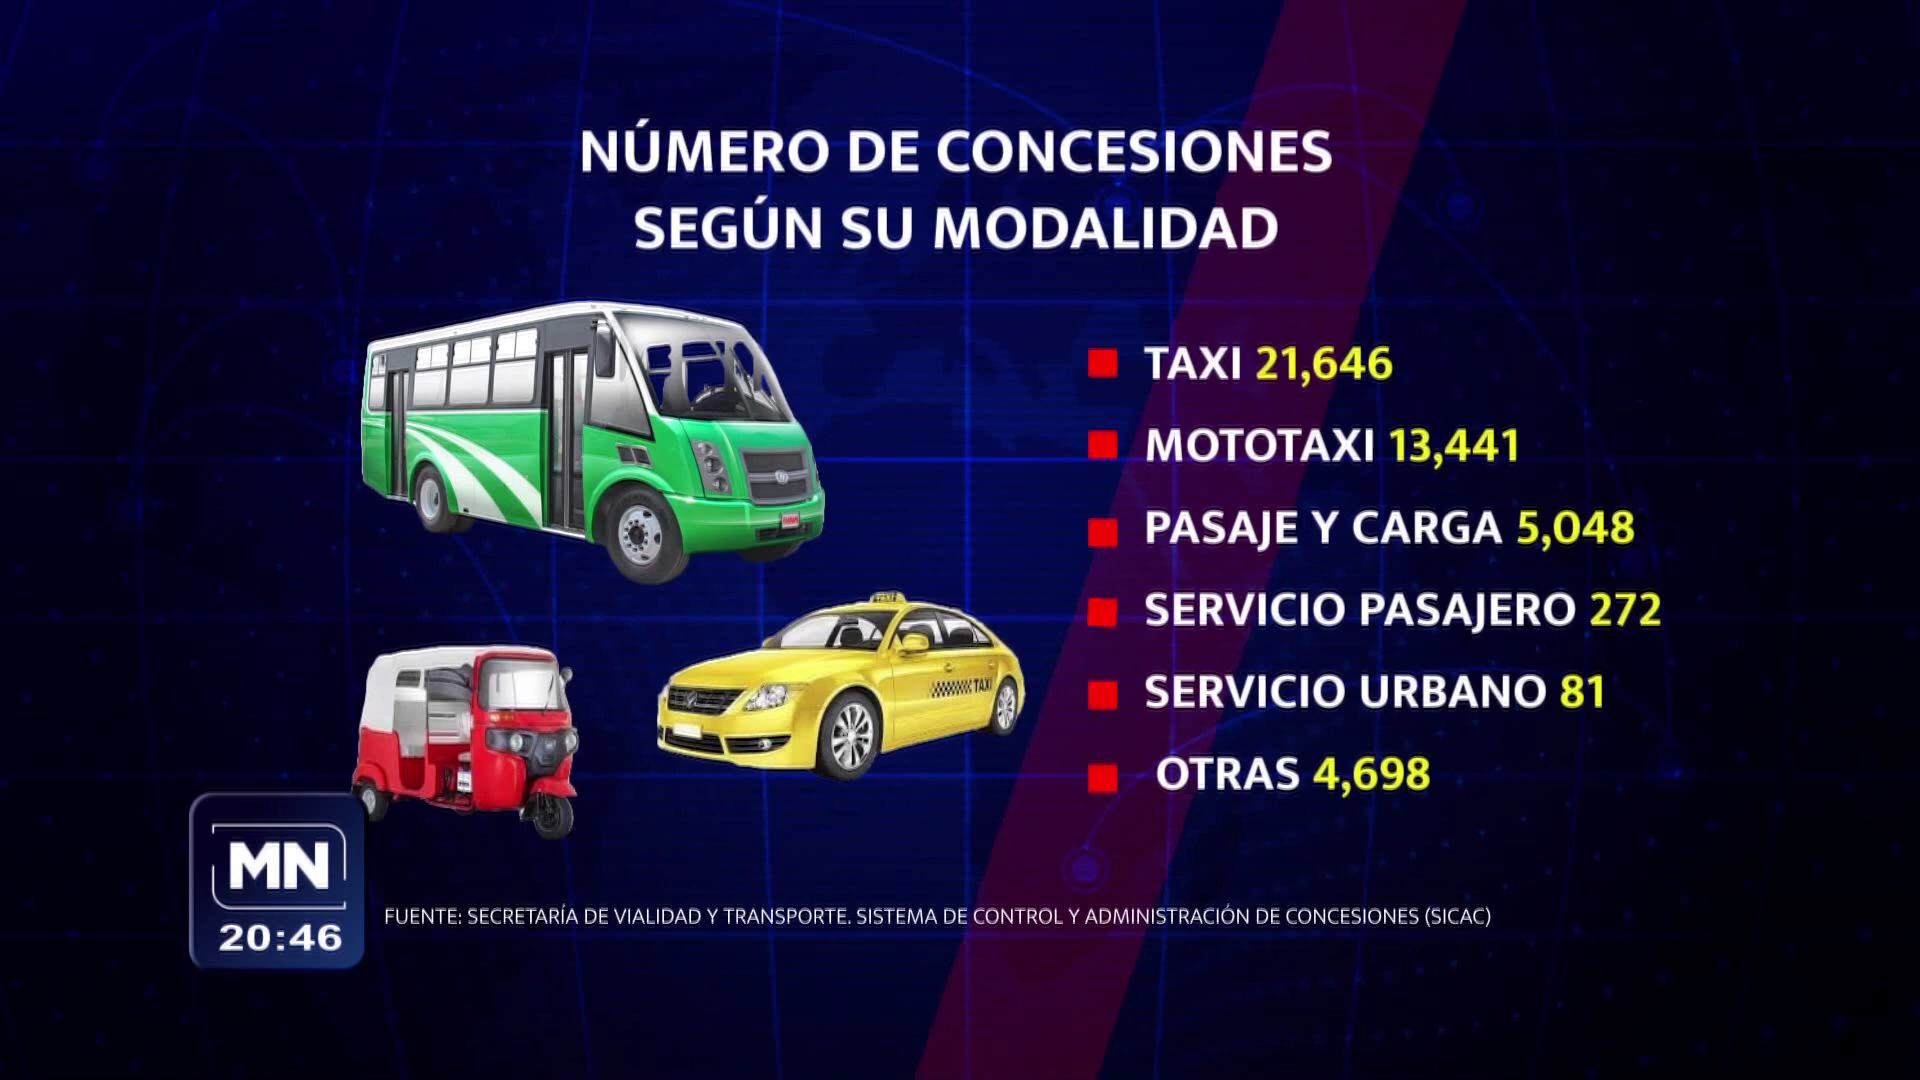 NÚMERO DE CONCESIONES
SEGÚN SU MODALIDAD
TAXI 21,646
MOTOTAXI 13,441
PASAJE Y CARGA 5,048
SERVICIO PASAJERO 272
SERVICIO URBANO 81
OTRAS 4,698
TAXI
TAXI
MN
20:46
FUENTE: SECRETARÍA DE VIALIDAD Y TRANSPORTE. SISTEMA DE CONTROL Y ADMINISTRACIÓN DE CONCESIONES (SICAC)